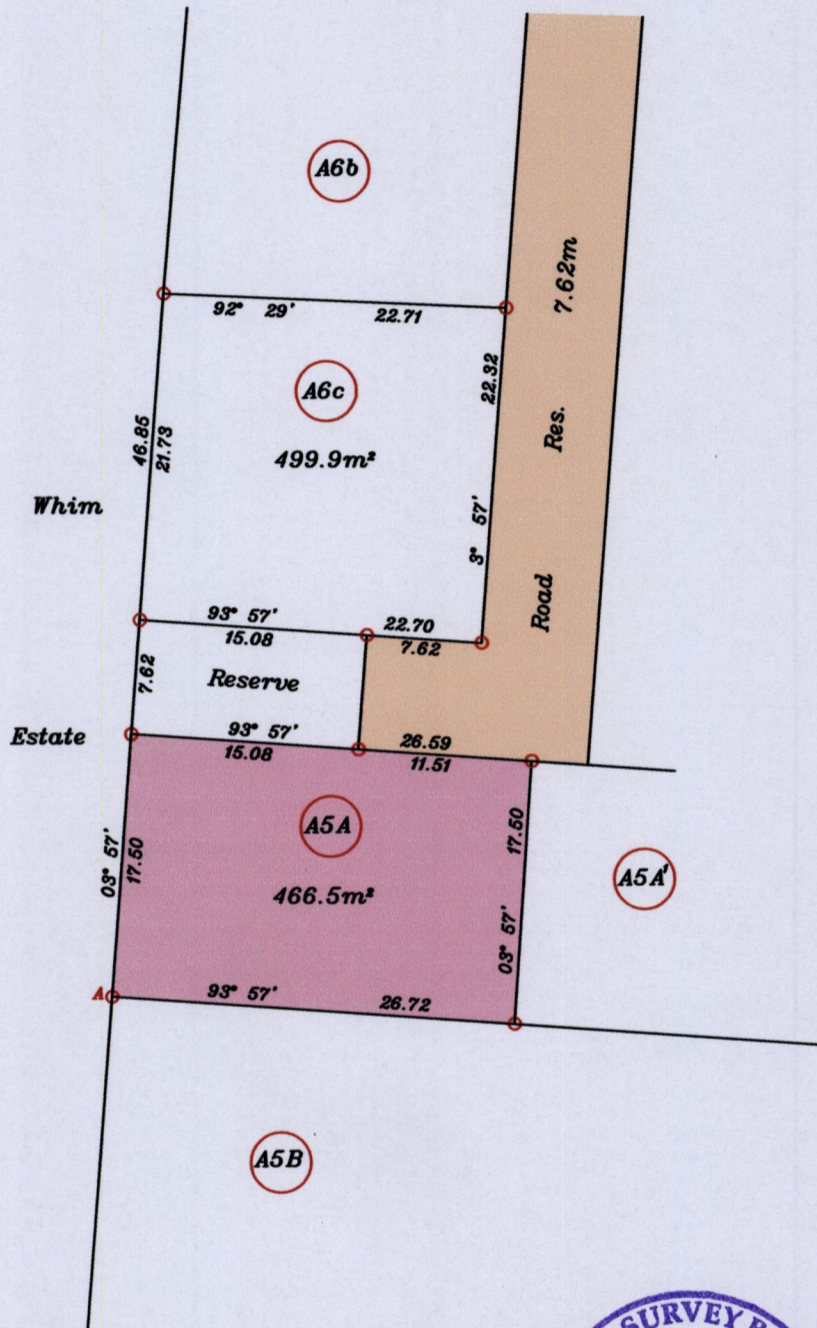 A6b
7.62m
92° 29' 22.71
A6c
22.32
46.85
21.73
499.9m²
Res.
Whim
3° 57'
93° 57' 22.70
15.08 7.62
Road
7.62
Reserve
Estate
93° 57' 26.59
15.08 11.51
A5A
17.50
03° 57'
17.50
A5A'
466.5m²
03° 57'
A
93° 57' 26.72
A5B
SURVEY